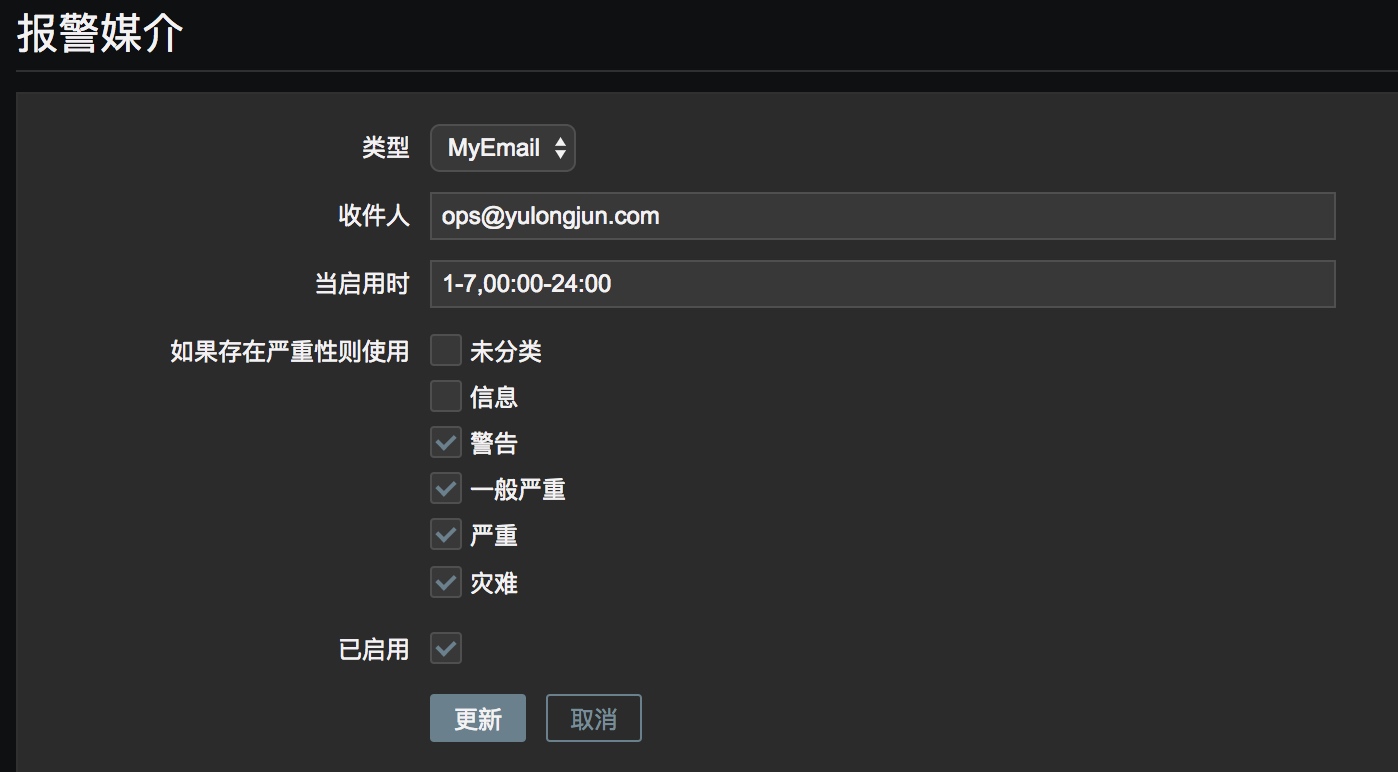 报警媒介
类型 MyEmail
收件人 ops@yulongjun.com
当启用时 1-7,00:00-24:00
如果存在严重性则使用 未分类
信息
警告
一般严重
严重
灾难
已启用
更新 取消